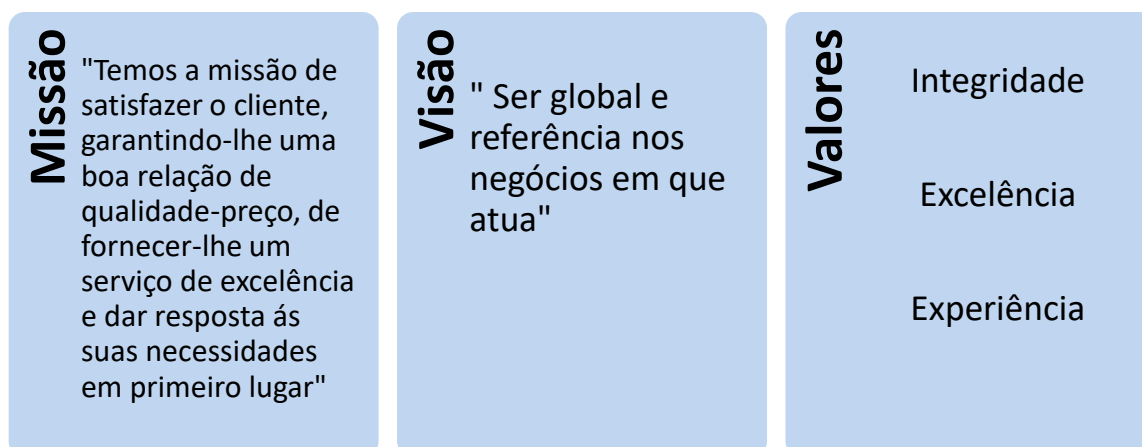 Missão
"Temos a missão de
satisfazer o cliente,
garantindo-lhe uma
boa relação de
qualidade-preço, de
fornecer-lhe um
serviço de excelência
e dar resposta ás
suas necessidades
em primeiro lugar"
Visão
" Ser global e
referência nos
negócios em que
atua"
Valores
Integridade
Excelência
Experiência